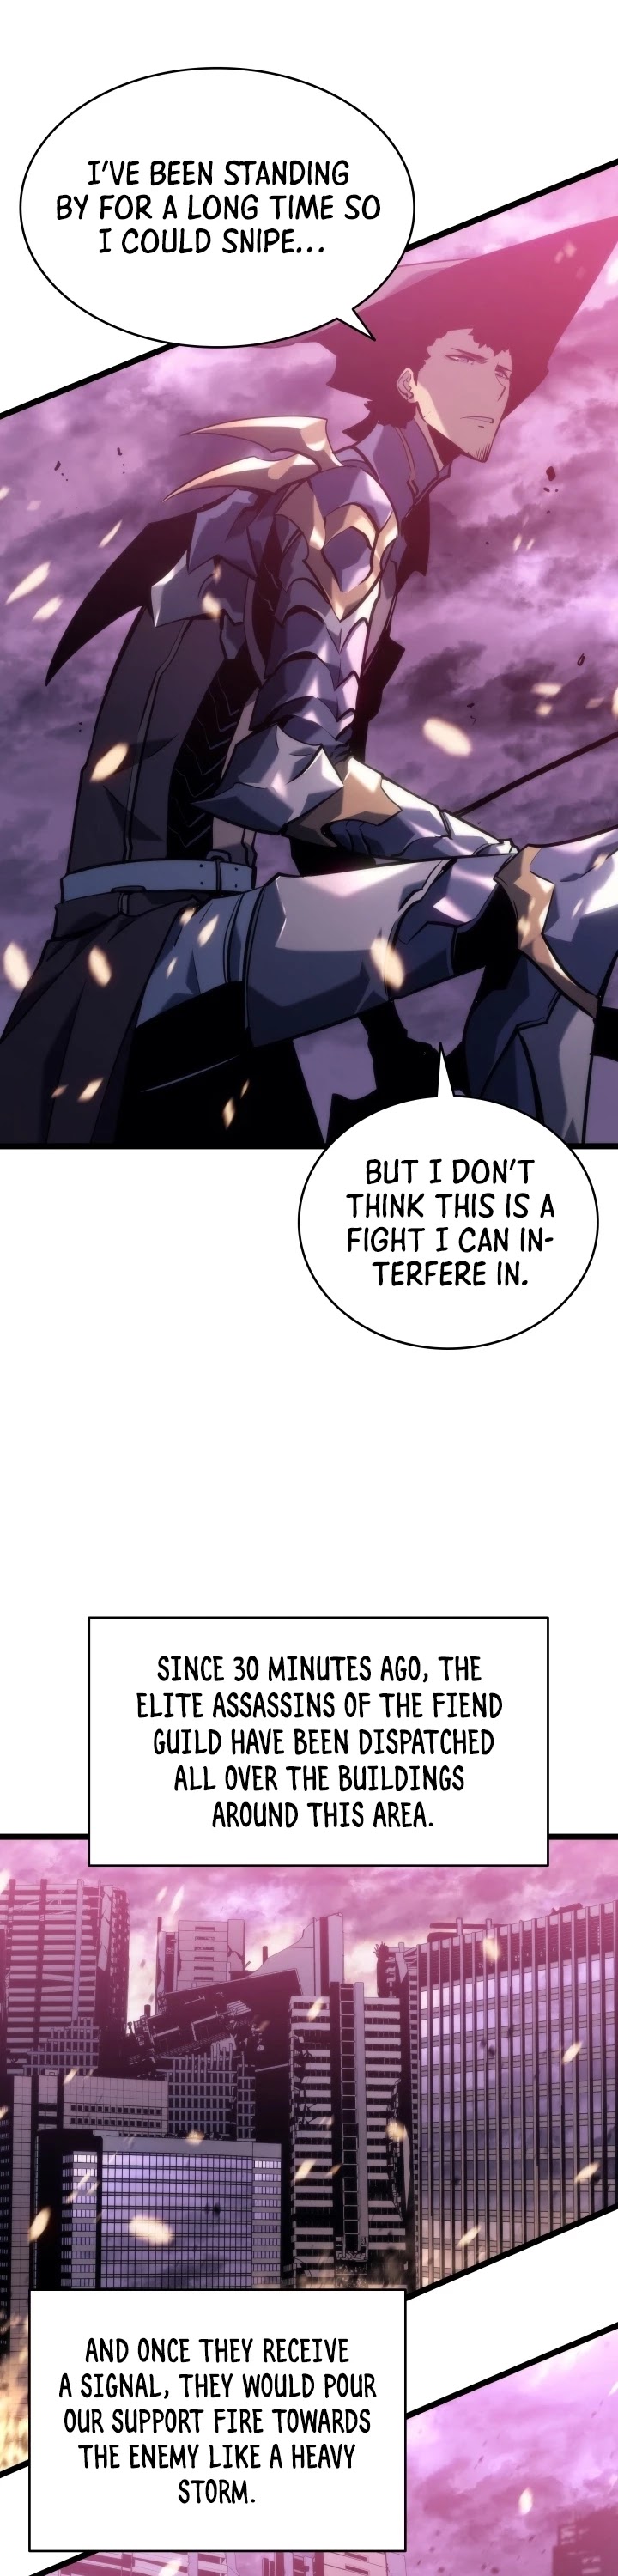 I'VE BEEN STANDING
BY FOR A LONG TIME SO
I COULD SNIPE...
BUT I DON'T
THINK THIS IS A
FIGHT I CAN IN-
TERFERE IN.
SINCE 30 MINUTES AGO, THE
ELITE ASSASSINS OF THE FIEND
GUILD HAVE BEEN DISPATCHED
ALL OVER THE BUILDINGS
AROUND THIS AREA.
AND ONCE THEY RECEIVE
A SIGNAL, THEY WOULD POUR
OUR SUPPORT FIRE TOWARDS
THE ENEMY LIKE A HEAVY
STORM.